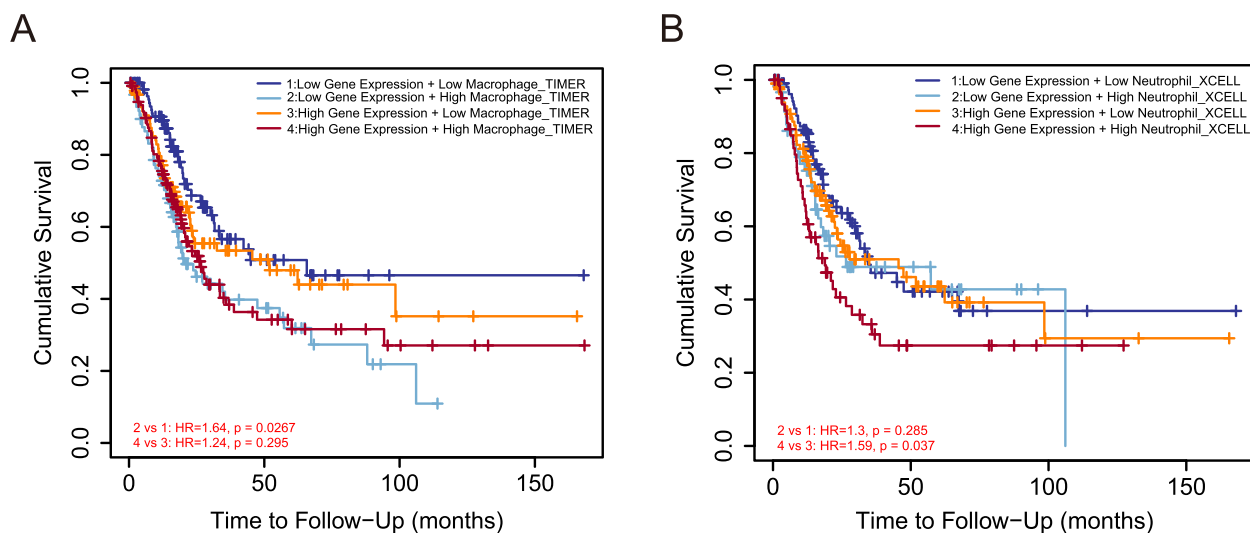 A
1:Low Gene Expression + Low Macrophage_TIMER
2:Low Gene Expression + High Macrophage_TIMER
3:High Gene Expression + Low Macrophage_TIMER
4:High Gene Expression + High Macrophage_TIMER
Cumulative Survival
1.0
0.8
0.6
0.4
0.2
0.0
2 vs 1: HR=1.64, p = 0.0267
4 vs 3: HR=1.24, p = 0.295
0
50
100
150
Time to Follow−Up (months)
B
1:Low Gene Expression + Low Neutrophil_XCELL
2:Low Gene Expression + High Neutrophil_XCELL
3:High Gene Expression + Low Neutrophil_XCELL
4:High Gene Expression + High Neutrophil_XCELL
Cumulative Survival
1.0
0.8
0.6
0.4
0.2
0.0
2 vs 1: HR=1.3, p = 0.285
4 vs 3: HR=1.59, p = 0.037
0
50
100
150
Time to Follow−Up (months)